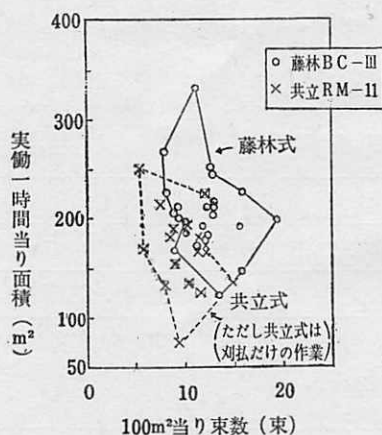 400
300
250
200
100
50
0
10
20
実働一時間当り面積(m²)
○ 藤林BC-Ⅲ
× 共立RM-11
藤林式
共立式
(ただし共立式は
刈払だけの作業)
100m²当り束数(束)